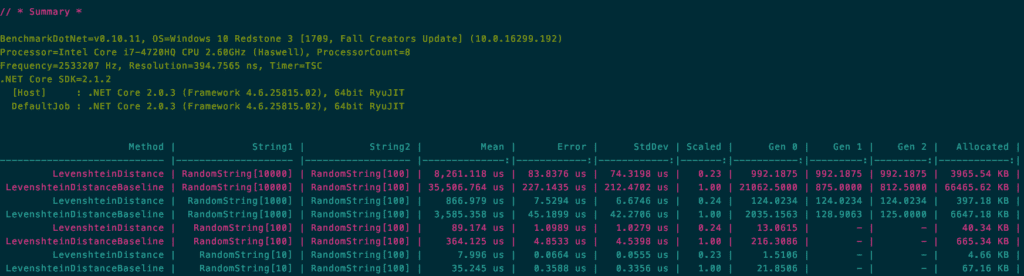 // * Summary *
BenchmarkDotNet=v0.10.11, OS=Windows 10 Redstone 3 [1709, Fall Creators Update] (10.0.16299.192)
Processor=Intel Core i7-4720HQ CPU 2.60GHz (Haswell), ProcessorCount=8
Frequency=2533207 Hz, Resolution=394.7565 ns, Timer=TSC
.NET Core SDK=2.1.2
[Host] : .NET Core 2.0.3 (Framework 4.6.25815.02), 64bit RyuJIT
DefaultJob : .NET Core 2.0.3 (Framework 4.6.25815.02), 64bit RyuJIT
Method | String1 | String2 | Mean | Error | StdDev | Scaled | Gen 0 | Gen 1 | Gen 2 | Allocated |
LevenshteinDistance | RandomString[10000] | RandomString[100] | 8,261.118 us | 83.8376 us | 74.3198 us | 0.23 | 992.1875 | 992.1875 | 992.1875 | 3965.54 KB |
LevenshteinDistanceBaseline | RandomString[10000] | RandomString[100] | 35,506.764 us | 227.1435 us | 212.4702 us | 1.00 | 21062.5000 | 875.0000 | 812.5000 | 66465.62 KB |
LevenshteinDistance | RandomString[1000] | RandomString[100] | 866.979 us | 7.5294 us | 6.6746 us | 0.24 | 124.0234 | 124.0234 | 124.0234 | 397.18 KB |
LevenshteinDistanceBaseline | RandomString[1000] | RandomString[100] | 3,585.358 us | 45.1899 us | 42.2706 us | 1.00 | 2035.1563 | 128.9063 | 125.0000 | 6647.18 KB |
LevenshteinDistance | RandomString[100] | RandomString[100] | 89.174 us | 1.0989 us | 1.0279 us | 0.24 | 13.0615 | - | - | 40.34 KB |
LevenshteinDistanceBaseline | RandomString[100] | RandomString[100] | 364.125 us | 4.8533 us | 4.5398 us | 1.00 | 216.3086 | - | - | 665.34 KB |
LevenshteinDistance | RandomString[10] | RandomString[100] | 7.996 us | 0.0664 us | 0.0555 us | 0.23 | 1.5106 | - | - | 4.66 KB |
LevenshteinDistanceBaseline | RandomString[10] | RandomString[100] | 35.245 us | 0.3588 us | 0.3356 us | 1.00 | 21.8506 | - | - | 67.16 KB |